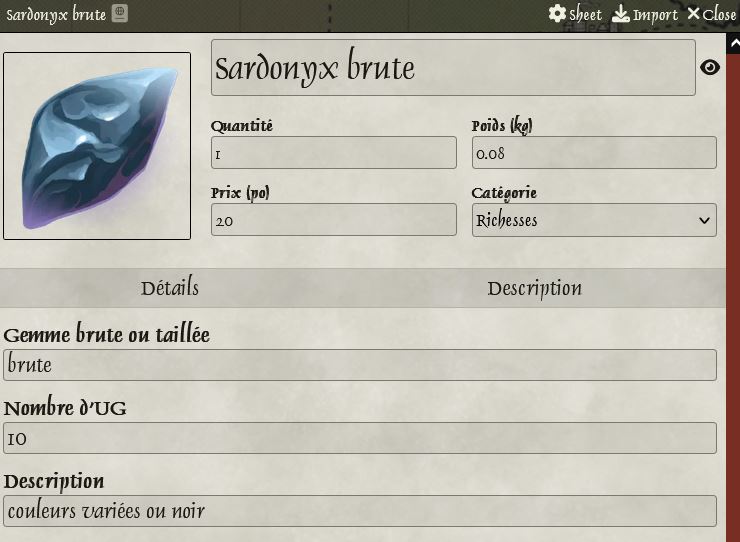 Sardonyx brute Sheet Import Close
Sardonyx brute
Quantité Poids (kg)
1 0.08
Prix (po) Catégorie
20 Richesses
Détails Description
Gemme brute ou taillée
brute
Nombre d'UG
10
Description
couleurs variées ou noir